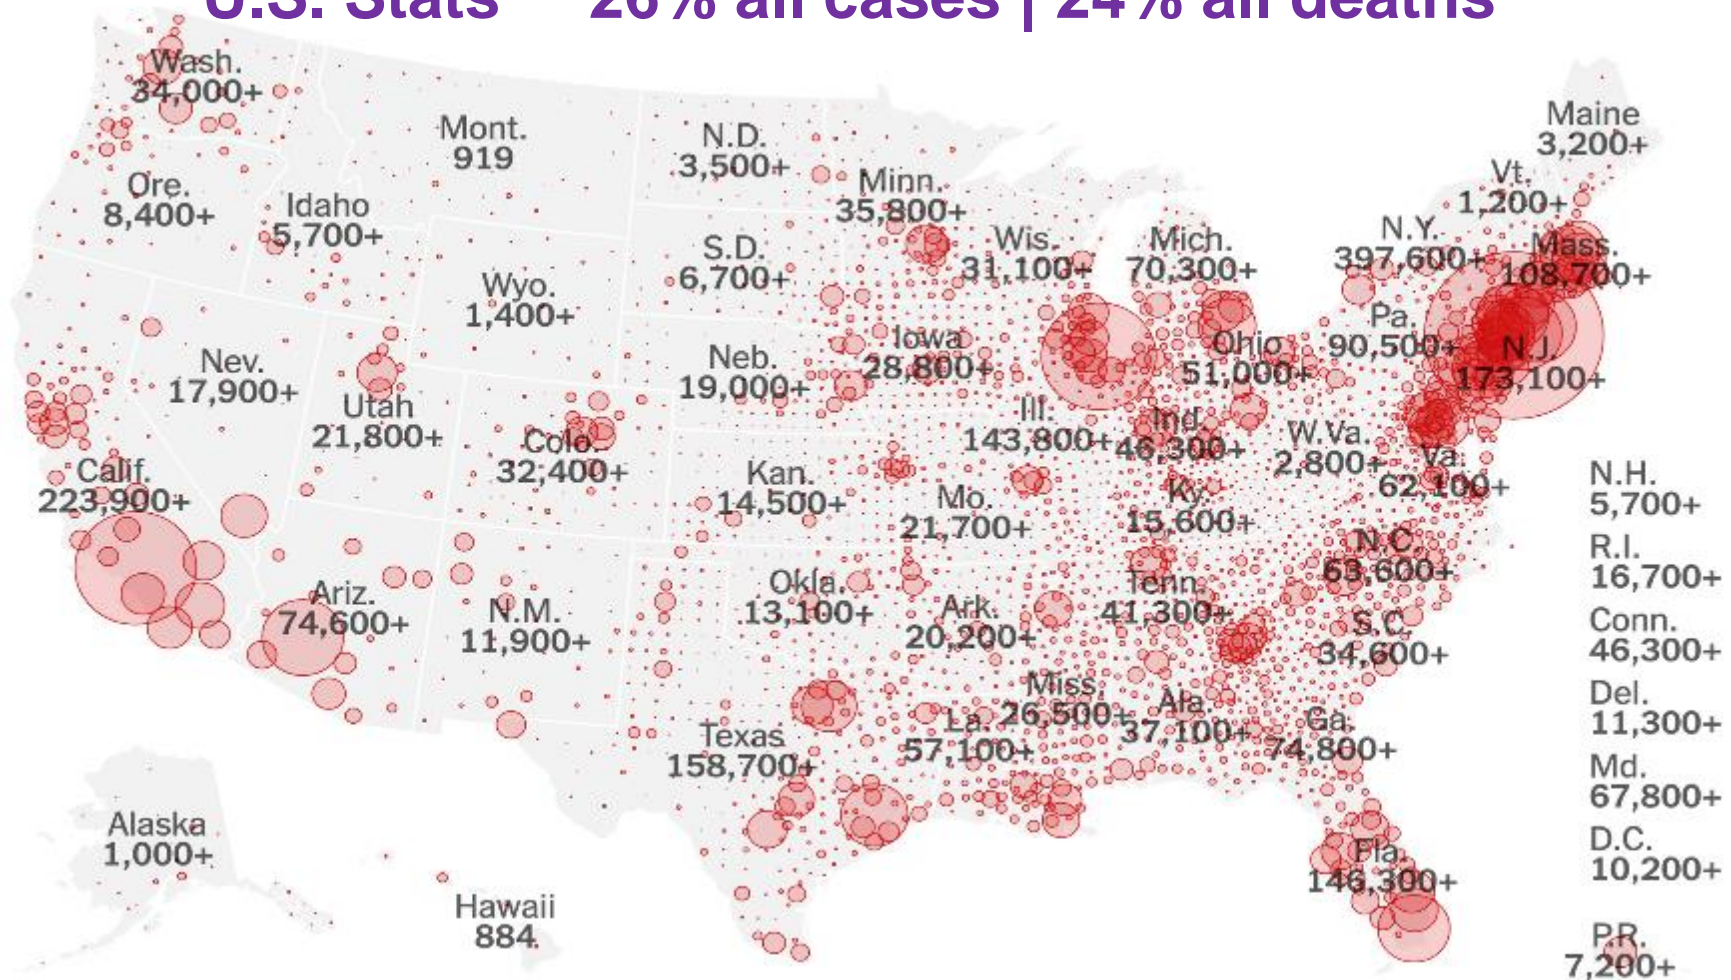 U.S. Stats 26% all cases | 24% all deaths
Wash.
34,000+
Mont.
919
N.D.
3,500+
Minn.
35,800+
Maine
3,200+
Vt.
1,200+
Ore.
8,400+
Idaho
5,700+
S.D.
6,700+
Wis.
31,100+
Mich.
70,300+
N.Y.
397,600+
Mass.
108,700+
Wyo.
1,400+
Nev.
17,900+
Neb.
19,000+
Iowa
28,800+
Ohio
51,000+
Pa.
90,500+
N.J.
173,100+
Utah
21,800+
Colo.
32,400+
Ill.
143,800+
Ind.
46,300+
W.Va.
2,800+
Va.
62,100+
Calif.
223,900+
Kan.
14,500+
Mo.
21,700+
Ky.
15,600+
N.C.
63,600+
N.H.
5,700+
R.I.
16,700+
Ariz.
74,600+
N.M.
11,900+
Okla.
13,100+
Ark.
20,200+
Tenn.
41,300+
S.C.
34,600+
Conn.
46,300+
Del.
11,300+
Texas
158,700+
La.
57,100+
Miss.
26,500+
Ala.
37,100+
Ga.
74,800+
Md.
67,800+
Alaska
1,000+
Hawaii
884
Fla.
146,300+
D.C.
10,200+
P.R.
7,200+